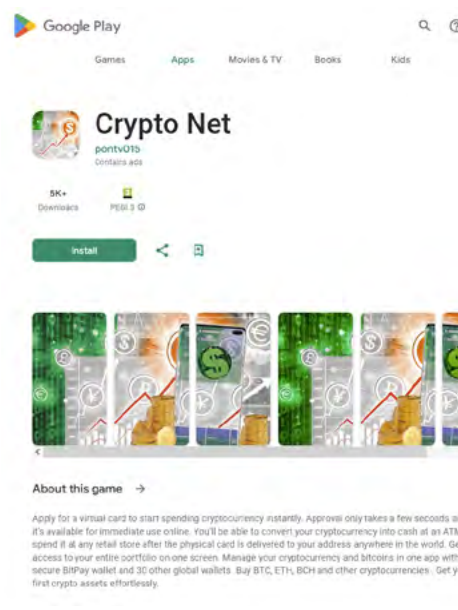 Google Play
Games Apps Movies & TV Books Kids
Crypto Net
pontv015
Contains ads
5K+
Downloads
PEGI 3
Install
About this game →
Apply for a virtual card to start spending cryptocurrency instantly. Approval only takes a few seconds a
it's available for immediate use online. You'll be able to convert your cryptocurrency into cash at an ATM
spend it at any retail store after the physical card is delivered to your address anywhere in the world. Ge
access to your entire portfolio on one screen. Manage your cryptocurrency and bitcoins in one app with
secure BitPay wallet and 30 other global wallets. Buy BTC, ETH, BCH and other cryptocurrencies. Get y
first crypto assets effortlessly.